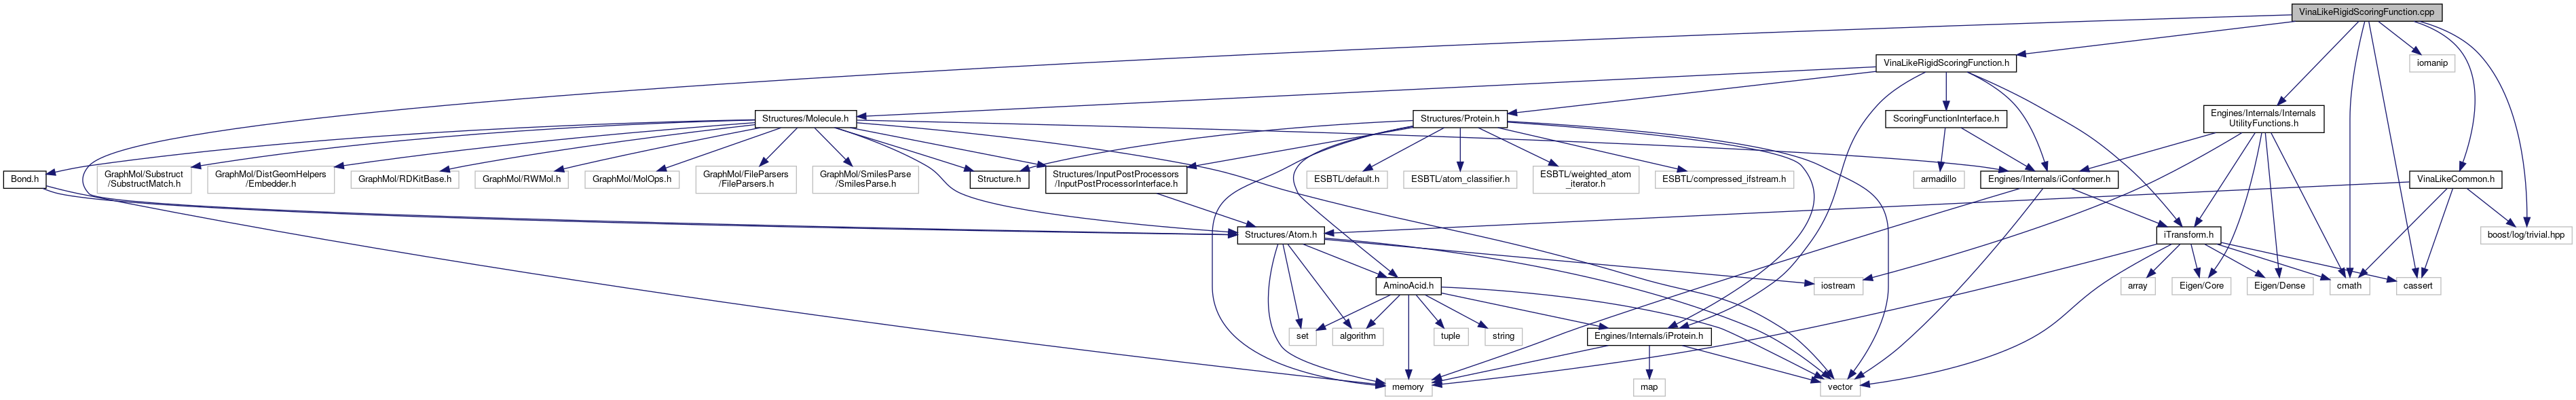 VinaLikeRigidScoringFunction.cpp
VinaLikeRigidScoringFunction.h
iomanip
Structures/Molecule.h
Structures/Protein.h
ScoringFunctionInterface.h
Engines/Internals/Internals
UtilityFunctions.h
Bond.h
GraphMol/Substruct
/SubstructMatch.h
GraphMol/DistGeomHelpers
/Embedder.h
GraphMol/RDKitBase.h
GraphMol/RWMol.h
GraphMol/MolOps.h
GraphMol/FileParsers
/FileParsers.h
GraphMol/SmilesParse
/SmilesParse.h
Structure.h
Structures/InputPostProcessors
/InputPostProcessorInterface.h
ESBTL/default.h
ESBTL/atom_classifier.h
ESBTL/weighted_atom
_iterator.h
ESBTL/compressed_ifstream.h
armadillo
Engines/Internals/iConformer.h
VinaLikeCommon.h
Structures/Atom.h
iTransform.h
boost/log/trivial.hpp
AminoAcid.h
iostream
array
Eigen/Core
Eigen/Dense
cmath
cassert
set
algorithm
tuple
string
Engines/Internals/iProtein.h
memory
map
vector